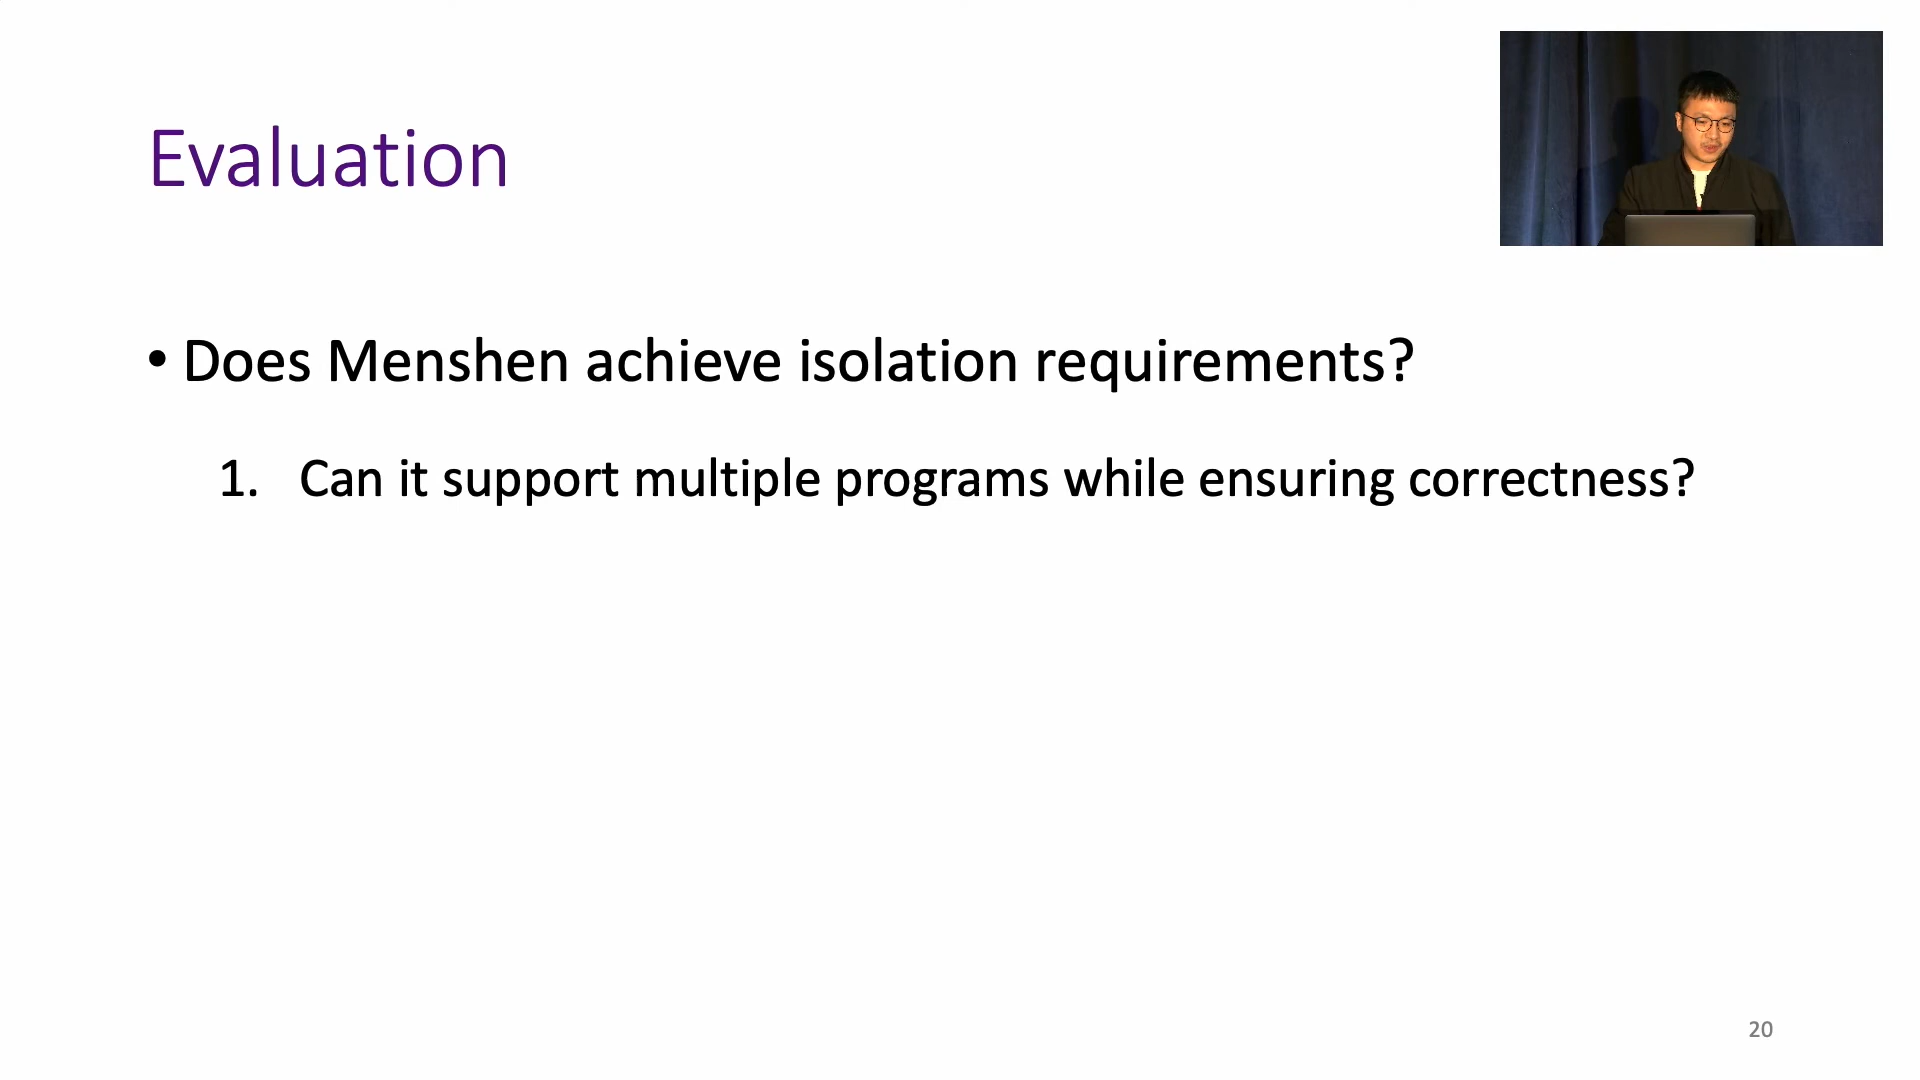 Evaluation
• Does Menshen achieve isolation requirements?
1. Can it support multiple programs while ensuring correctness?
20